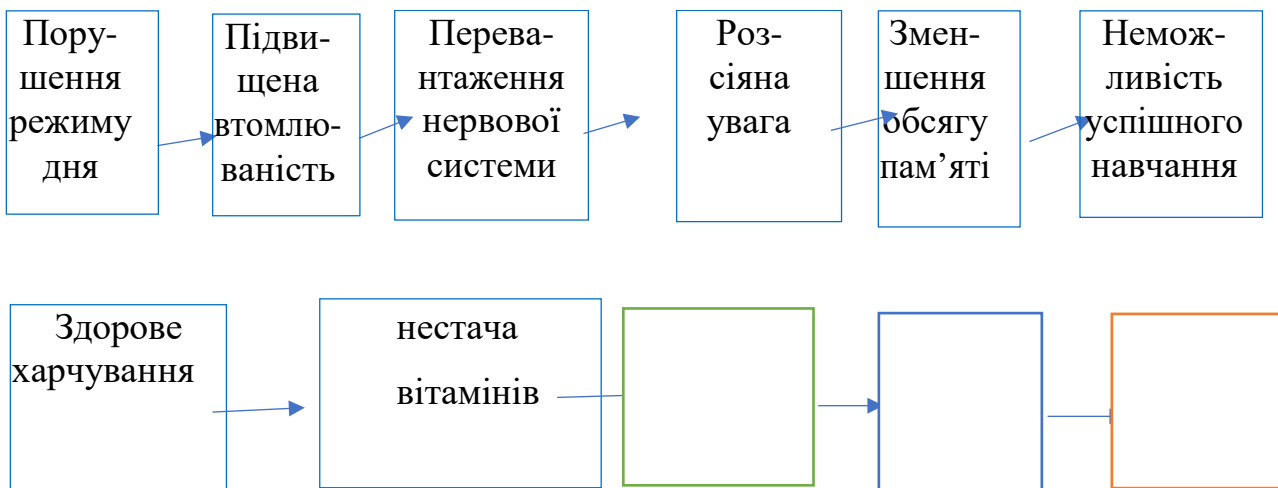 Пору-
шення
режиму
дня
Підви-
щена
втомлю-
ваність
Перева-
нтаження
нервової
системи
Роз-
сіяна
увага
Змен-
шення
обсягу
пам’яті
Немож-
ливість
успішного
навчання
Здорове
харчування
нестача
вітамінів